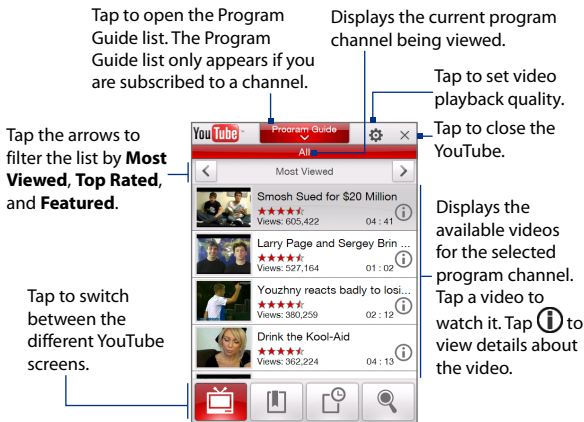 Tap to open the Program
Guide list. The Program
Guide list only appears if you
are subscribed to a channel.
Displays the current program
channel being viewed.
Tap to set video
playback quality.
Tap to close the
YouTube.
Tap the arrows to
filter the list by Most
Viewed, Top Rated,
and Featured.
You Tube
Program Guide
All
Most Viewed
Smosh Sued for $20 Million
Views: 605,422 04 : 41
Larry Page and Sergey Brin ...
Views: 527,164 01 : 02
Youzhny reacts badly to losi...
Views: 380,259 02 : 12
Drink the Kool-Aid
Views: 362,224 04 : 13
Displays the
available videos
for the selected
program channel.
Tap a video to
watch it. Tap ⓘ to
view details about
the video.
Tap to switch
between the
different YouTube
screens.